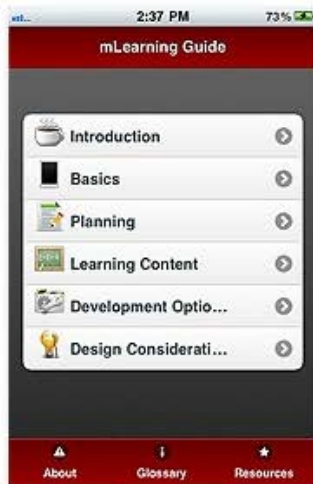 2:37 PM 73%
mLearning Guide
Introduction
Basics
Planning
Learning Content
Development Optio...
Design Considerati...
About Glossary Resources